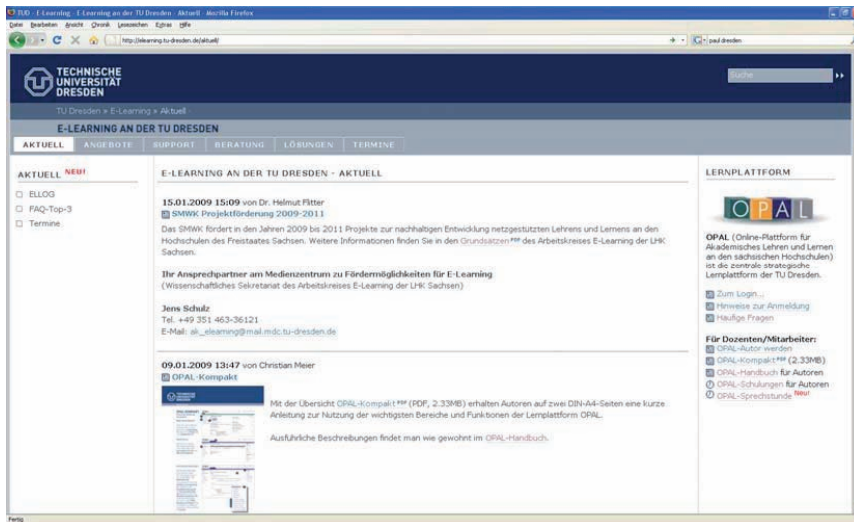 TUD - E-Learning - E-Learning an der TU Dresden - Aktuell - Mozilla Firefox
Datei Bearbeiten Ansicht Chronik Lesezeichen Extras Hilfe
http://elearning.tu-dresden.de/aktuell/
paul dresden
TECHNISCHE
UNIVERSITÄT
DRESDEN
Suche
TU Dresden » E-Learning » Aktuell
E-LEARNING AN DER TU DRESDEN
AKTUELL ANGEBOTE SUPPORT BERATUNG LÖSUNGEN TERMINE
AKTUELL NEU!
ELLOG
FAQ-Top-3
Termine
E-LEARNING AN DER TU DRESDEN - AKTUELL
15.01.2009 15:09 von Dr. Helmut Flitter
SMWK Projektförderung 2009-2011
Das SMWK fördert in den Jahren 2009 bis 2011 Projekte zur nachhaltigen Entwicklung netzgestützten Lehrens und Lernens an den
Hochschulen des Freistaates Sachsen. Weitere Informationen finden Sie in den Grundsätzen PDF des Arbeitskreises E-Learning der LHK
Sachsen.
Ihr Ansprechpartner am Medienzentrum zu Fördermöglichkeiten für E-Learning
(Wissenschaftliches Sekretariat des Arbeitskreises E-Learning der LHK Sachsen)
Jens Schulz
Tel. +49 351 463-36121
E-Mail: ak_elearning@mail.mdc.tu-dresden.de
09.01.2009 13:47 von Christian Meier
OPAL-Kompakt
TECHNISCHE
UNIVERSITÄT
DRESDEN
Mit der Übersicht OPAL-Kompakt PDF (PDF, 2.33MB) erhalten Autoren auf zwei DIN-A4-Seiten eine kurze
Anleitung zur Nutzung der wichtigsten Bereiche und Funktionen der Lernplattform OPAL.
Ausführliche Beschreibungen findet man wie gewohnt im OPAL-Handbuch.
LERNPLATTFORM
OPAL
OPAL (Online-Plattform für
Akademisches Lehren und Lernen
an den sächsischen Hochschulen)
ist die zentrale strategische
Lernplattform der TU Dresden.
Zum Login...
Hinweise zur Anmeldung
Häufige Fragen
Für Dozenten/Mitarbeiter:
OPAL-Autor werden
OPAL-Kompakt PDF (2.33MB)
OPAL-Handbuch für Autoren
OPAL-Schulungen für Autoren
OPAL-Sprechstunde Neu!
Fertig